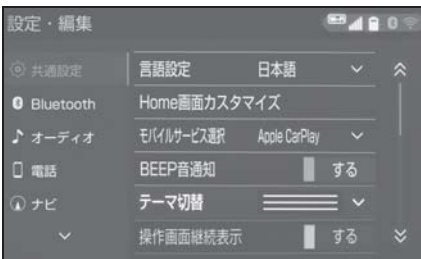 設定・編集
共通設定
言語設定 日本語
Bluetooth
Home画面カスタマイズ
オーディオ
モバイルサービス選択 Apple CarPlay
電話
BEEP音通知 する
ナビ
テーマ切替
操作画面継続表示 する